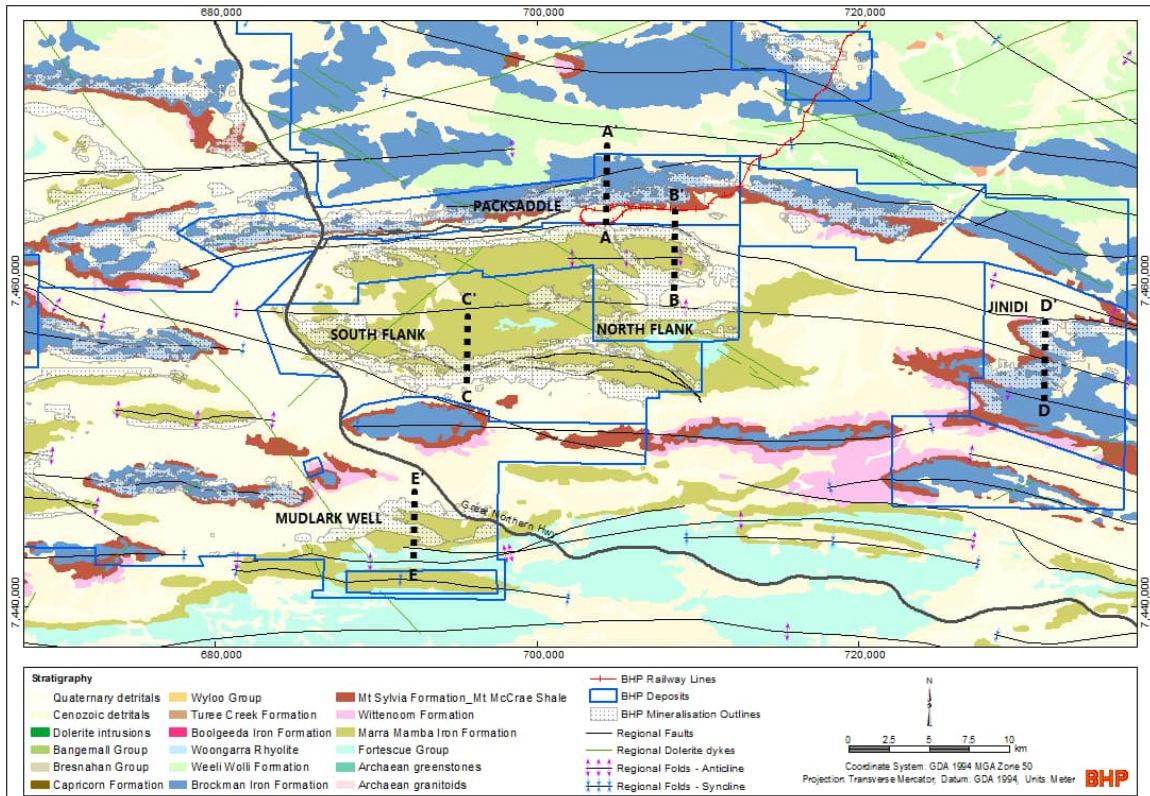 680,000 700,000 720,000
A'
B'
PACKSADDLE
A
7,460,000 7,460,000
C' B JINIDI D'
SOUTH FLANK NORTH FLANK
C D
E'
MUDLARK WELL Great Northern Hwy
E
7,440,000 7,440,000
680,000 700,000 720,000
Stratigraphy
Quaternary detritals
Cenozoic detritals
Dolerite intrusions
Bangemall Group
Bresnahan Group
Capricorn Formation
Wyloo Group
Turee Creek Formation
Boolgeeda Iron Formation
Woongarra Rhyolite
Weeli Wolli Formation
Brockman Iron Formation
Mt Sylvia Formation_Mt McCrae Shale
Wittenoom Formation
Marra Mamba Iron Formation
Fortescue Group
Archaean greenstones
Archaean granitoids
BHP Railway Lines
BHP Deposits
BHP Mineralisation Outlines
Regional Faults
Regional Dolerite dykes
Regional Folds - Anticline
Regional Folds - Syncline
N
0 2.5 5 10
km
Coordinate System: GDA 1994 MGA Zone 50
Projection: Transverse Mercator, Datum: GDA 1994, Units: Meter
BHP